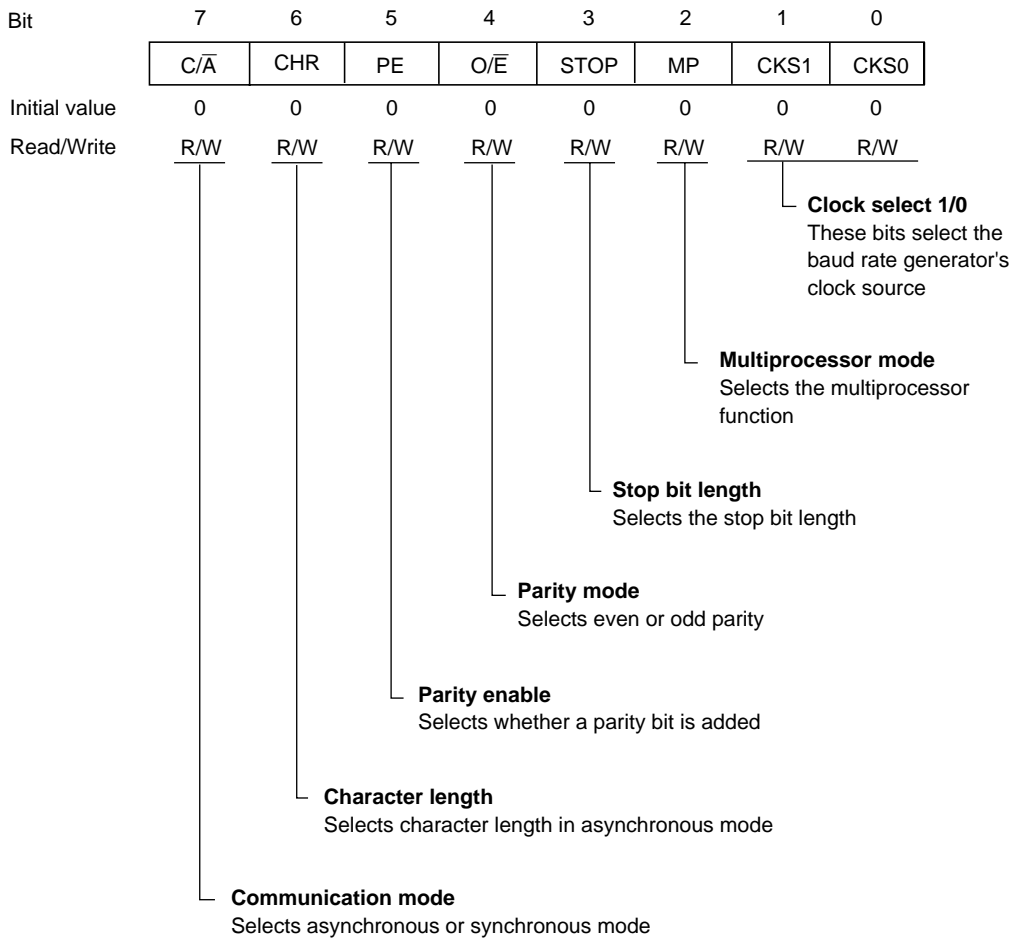 Bit 7 6 5 4 3 2 1 0
C/A̅ CHR PE O/E̅ STOP MP CKS1 CKS0
Initial value 0 0 0 0 0 0 0 0
Read/Write R/W R/W R/W R/W R/W R/W R/W R/W
Clock select 1/0
These bits select the
baud rate generator's
clock source
Multiprocessor mode
Selects the multiprocessor
function
Stop bit length
Selects the stop bit length
Parity mode
Selects even or odd parity
Parity enable
Selects whether a parity bit is added
Character length
Selects character length in asynchronous mode
Communication mode
Selects asynchronous or synchronous mode